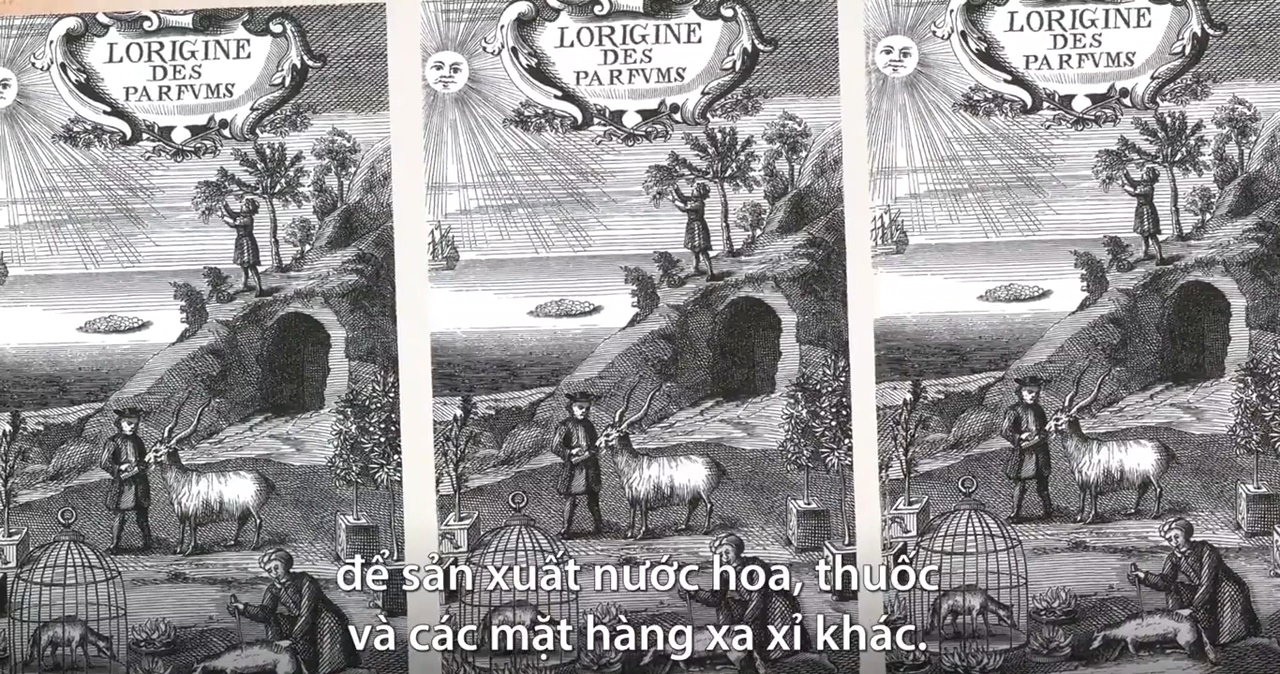 LORIGINE
DES
PARFVMS
LORIGINE
DES
PARFVMS
LORIGINE
DES
PARFVMS
để sản xuất nước hoa, thuốc
và các mặt hàng xa xỉ khác.